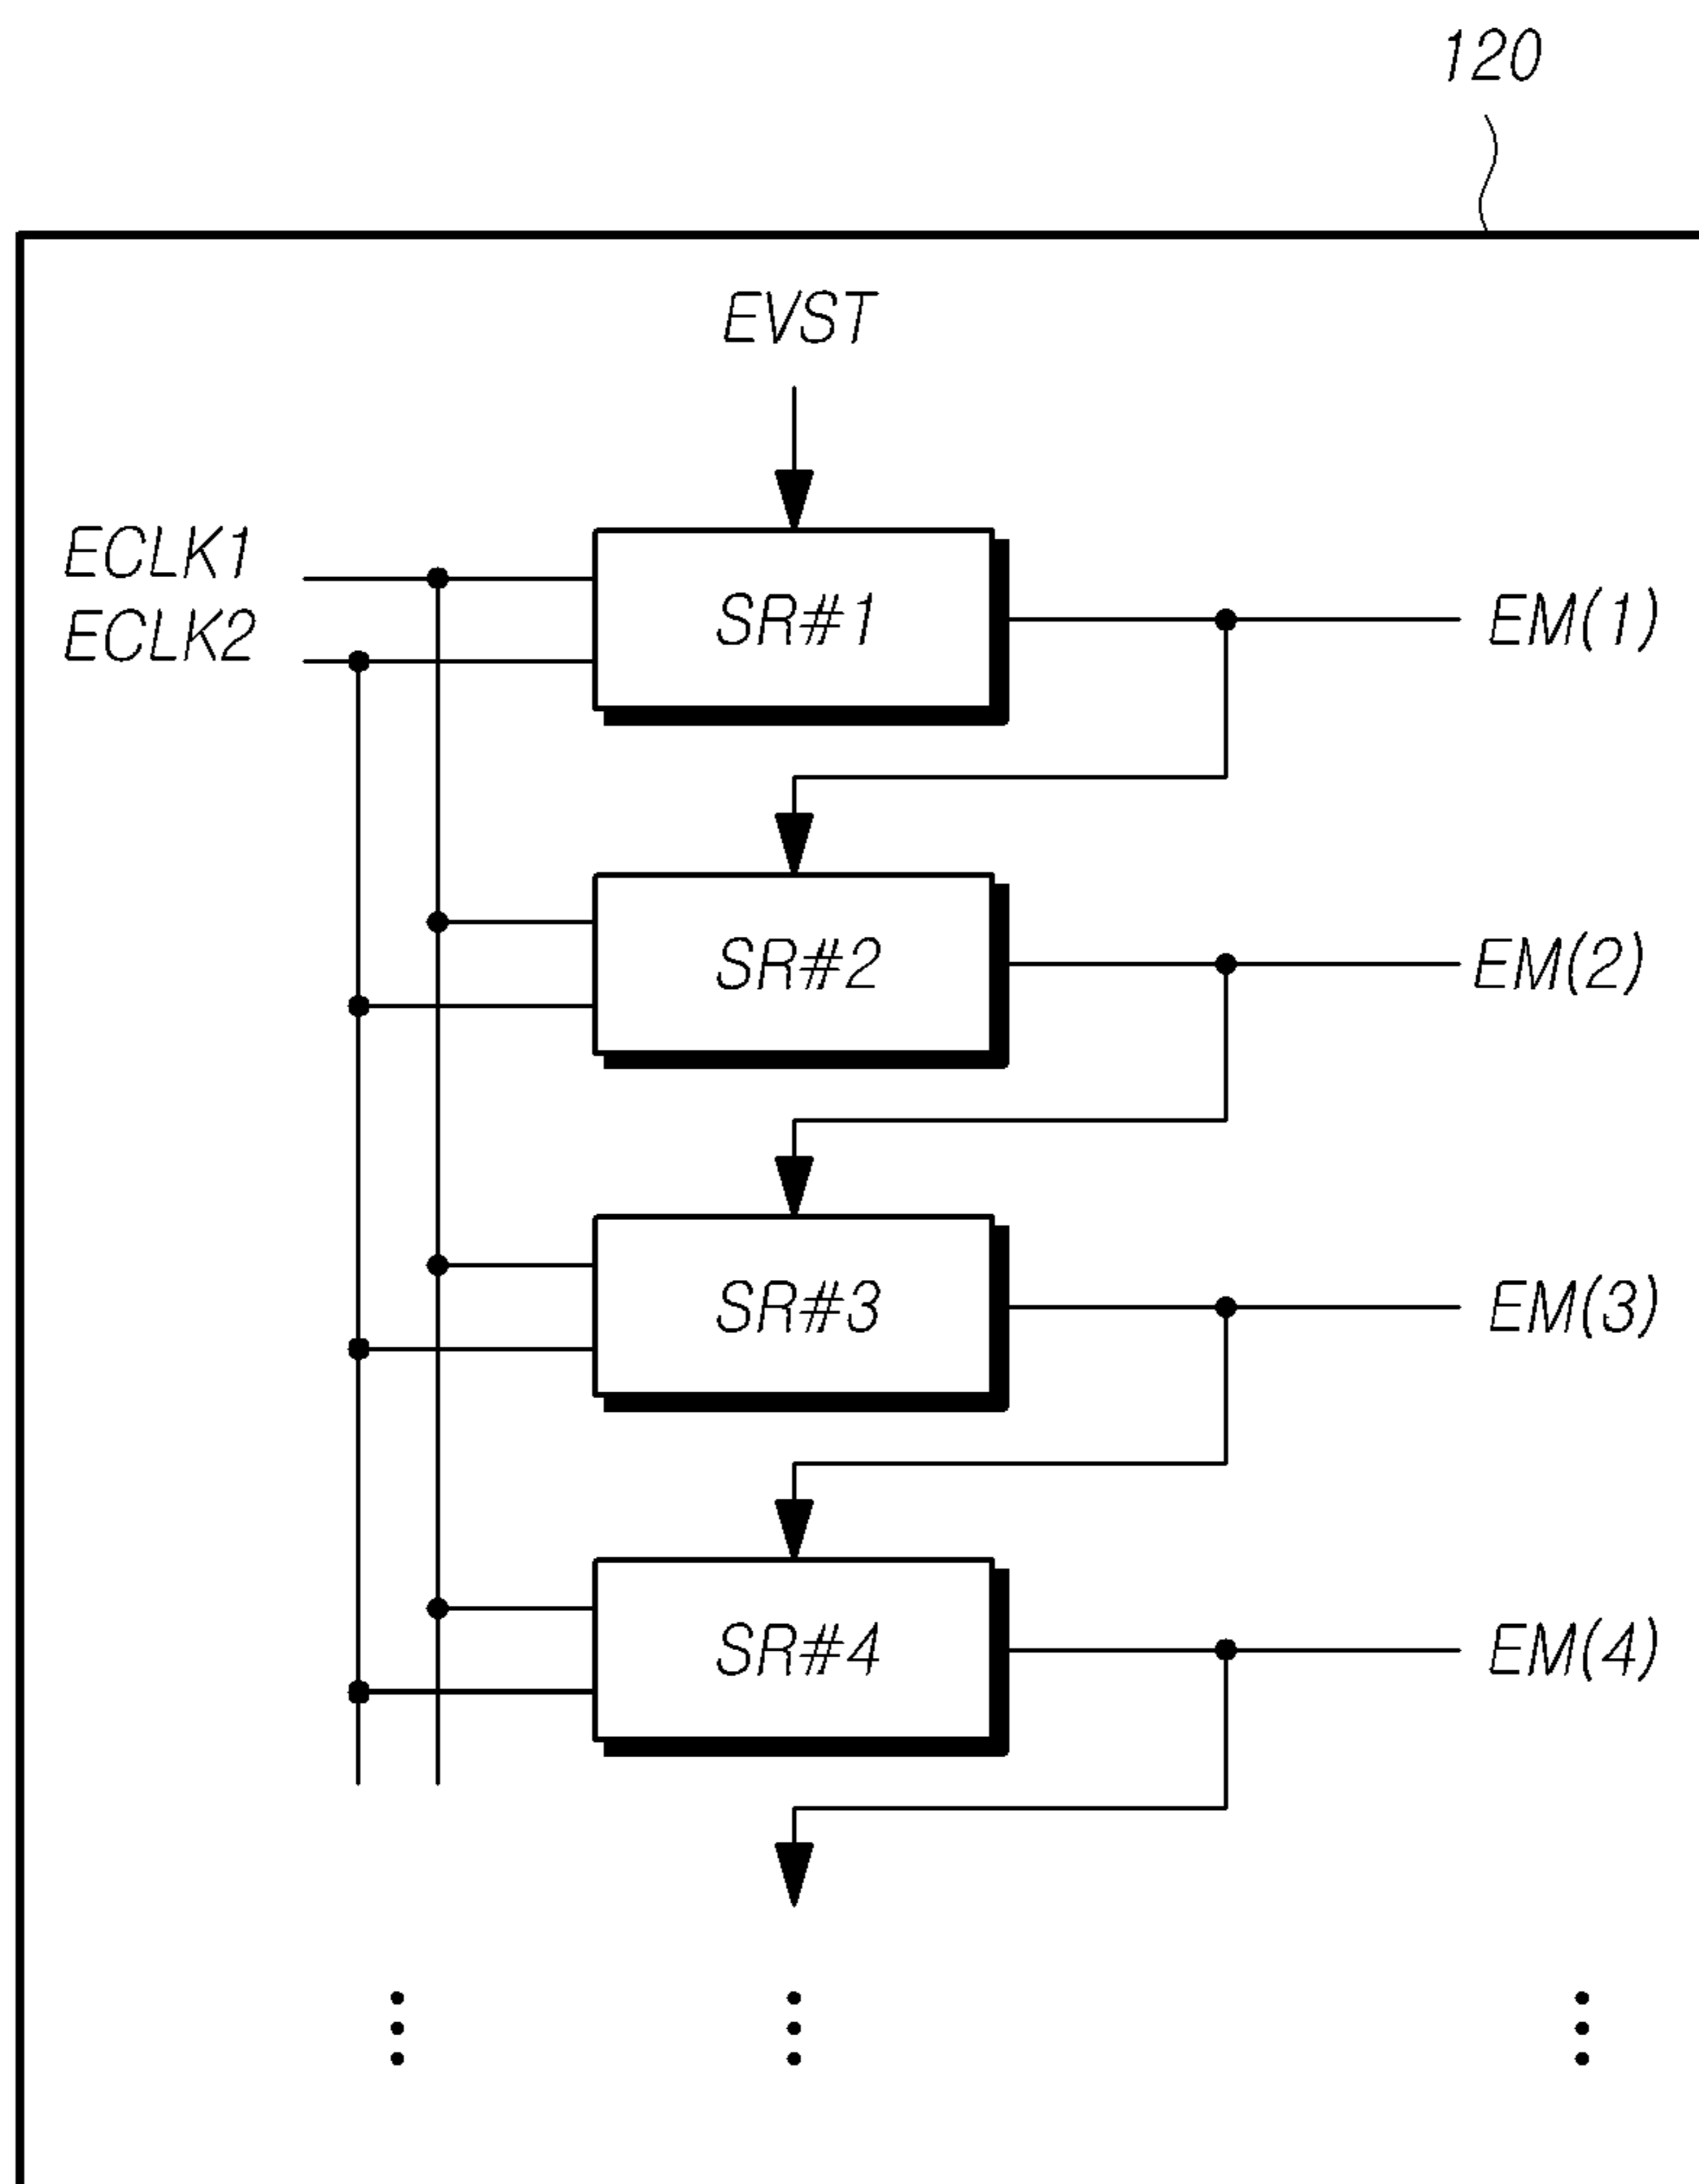 120
EVST
ECLK1
ECLK2
SR#1
EM(1)
SR#2
EM(2)
SR#3
EM(3)
SR#4
EM(4)